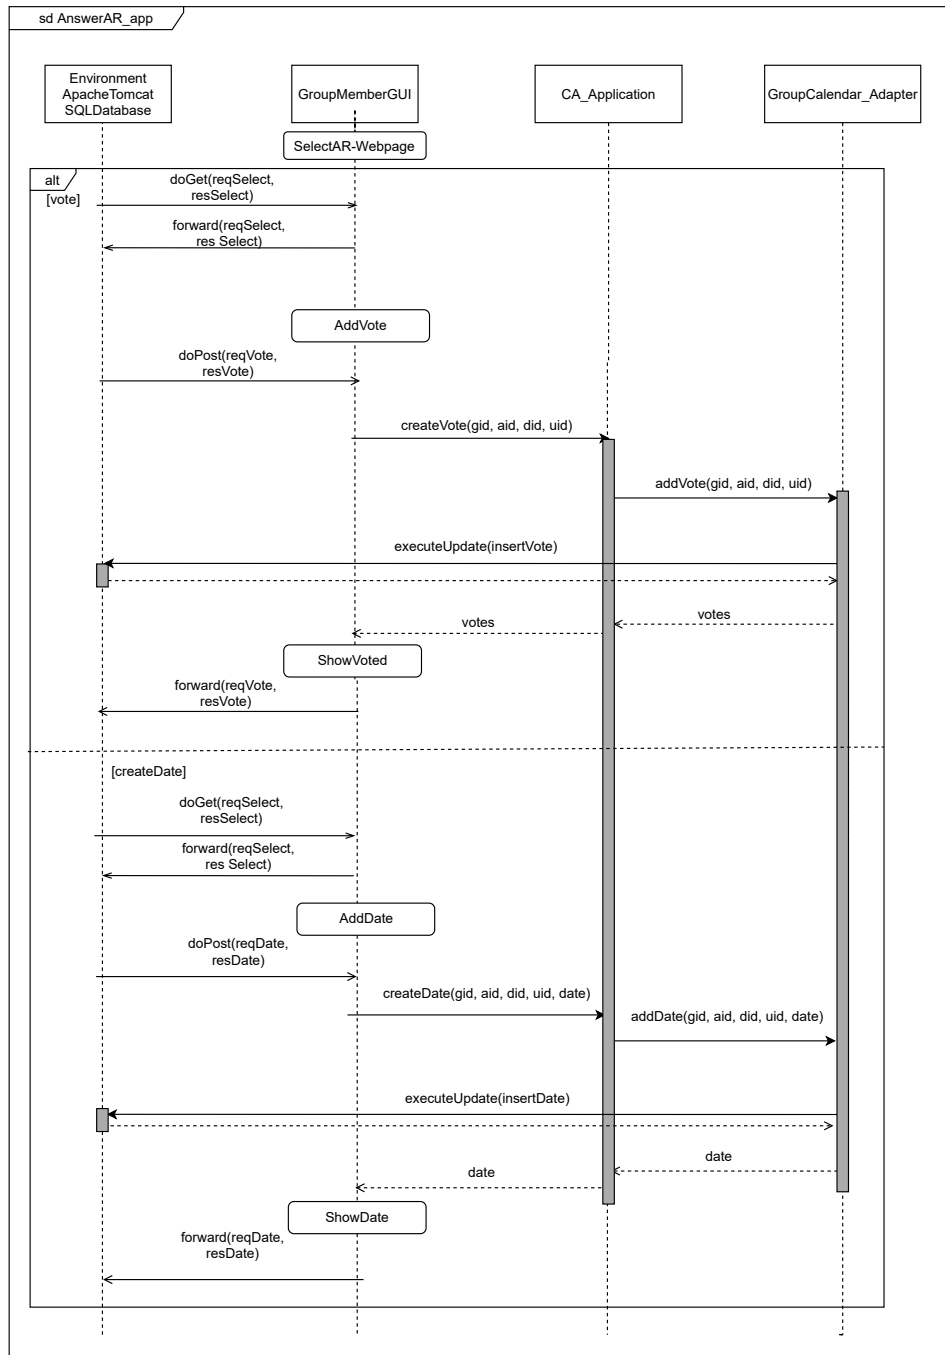 sd AnswerAR_app
Environment
ApacheTomcat
SQLDatabase
GroupMemberGUI
CA_Application
GroupCalendar_Adapter
SelectAR-Webpage
alt
[vote]
doGet(reqSelect,
resSelect)
forward(reqSelect,
res Select)
AddVote
doPost(reqVote,
resVote)
createVote(gid, aid, did, uid)
addVote(gid, aid, did, uid)
executeUpdate(insertVote)
votes
votes
ShowVoted
forward(reqVote,
resVote)
[createDate]
doGet(reqSelect,
resSelect)
forward(reqSelect,
res Select)
AddDate
doPost(reqDate,
resDate)
createDate(gid, aid, did, uid, date)
addDate(gid, aid, did, uid, date)
executeUpdate(insertDate)
date
date
ShowDate
forward(reqDate,
resDate)